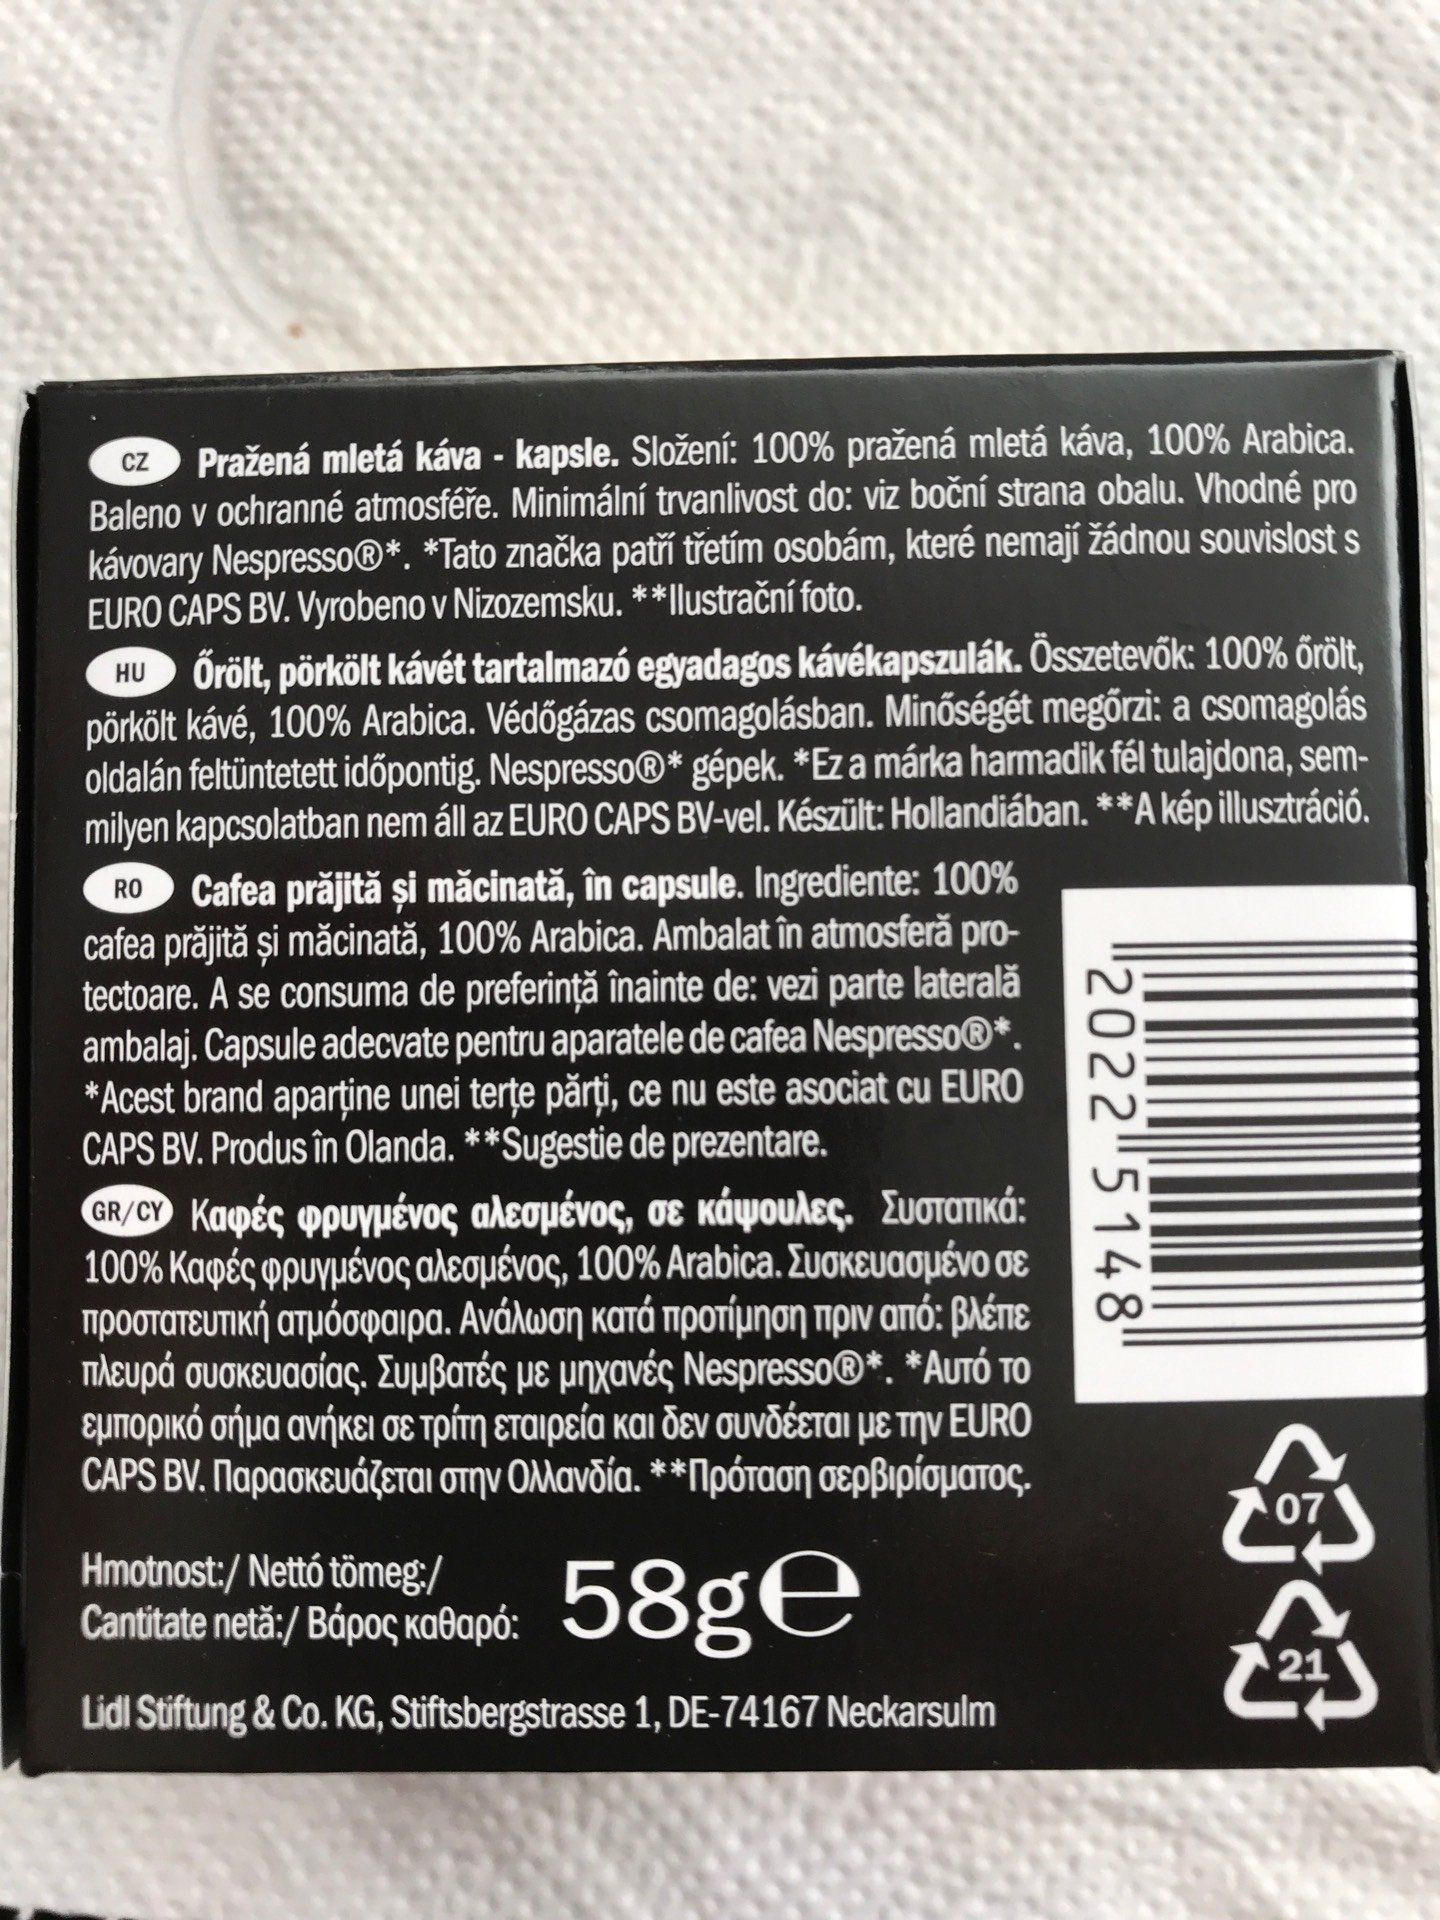 CZ Pražená mletá káva - kapsle. Složení: 100% pražená mletá káva, 100% Arabica.
Baleno v ochranné atmosféře. Minimální trvanlivost do: viz boční strana obalu. Vhodné pro
kávovary Nespresso®*. *Tato značka patří třetím osobám, které nemají žádnou souvislost s
EURO CAPS BV. Vyrobeno v Nizozemsku. **Ilustrační foto.
HU Őrölt, pörkölt kávét tartalmazó egyadagos kávékapszulák. Összetevők: 100% őrölt,
pörkölt kávé, 100% Arabica. Védőgázas csomagolásban. Minőségét megőrzi: a csomagolás
oldalán feltüntetett időpontig. Nespresso®* gépek. *Ez a márka harmadik fél tulajdona, sem-
milyen kapcsolatban nem áll az EURO CAPS BV-vel. Készült: Hollandiában. **A kép illusztráció.
RO Cafea prăjită și măcinată, în capsule. Ingrediente: 100%
cafea prăjită și măcinată, 100% Arabica. Ambalat în atmosferă pro-
tectoare. A se consuma de preferință înainte de: vezi parte laterală
ambalaj. Capsule adecvate pentru aparatele de cafea Nespresso®*.
*Acest brand aparține unei terțe părți, ce nu este asociat cu EURO
CAPS BV. Produs în Olanda. **Sugestie de prezentare.
GR/CY Καφές φρυγμένος αλεσμένος, σε κάψουλες. Συστατικά:
100% Καφές φρυγμένος αλεσμένος, 100% Arabica. Συσκευασμένο σε
προστατευτική ατμόσφαιρα. Ανάλωση κατά προτίμηση πριν από: βλέπε
πλευρά συσκευασίας. Συμβατές με μηχανές Nespresso®*. *Αυτό το
εμπορικό σήμα ανήκει σε τρίτη εταιρεία και δεν συνδέεται με την EURO
CAPS BV. Παρασκευάζεται στην Ολλανδία. **Πρόταση σερβιρίσματος.
2022 5148
07
21
Hmotnost:/ Nettó tömeg:/
Cantitate netă:/ Βάρος καθαρό: 58g℮
Lidl Stiftung & Co. KG, Stiftsbergstrasse 1, DE-74167 Neckarsulm